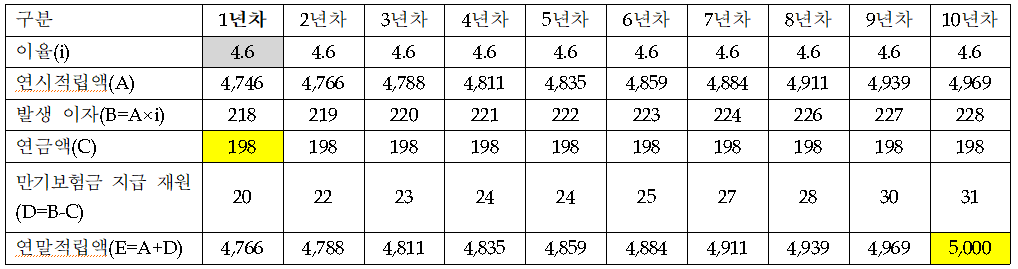 구분 1년차 2년차 3년차 4년차 5년차 6년차 7년차 8년차 9년차 10년차
이율(i) 4.6 4.6 4.6 4.6 4.6 4.6 4.6 4.6 4.6 4.6
연시적립액(A) 4,746 4,766 4,788 4,811 4,835 4,859 4,884 4,911 4,939 4,969
발생 이자(B=A×i) 218 219 220 221 222 223 224 226 227 228
연금액(C) 198 198 198 198 198 198 198 198 198 198
만기보험금 지급 재원
(D=B-C) 20 22 23 24 24 25 27 28 30 31
연말적립액(E=A+D) 4,766 4,788 4,811 4,835 4,859 4,884 4,911 4,939 4,969 5,000